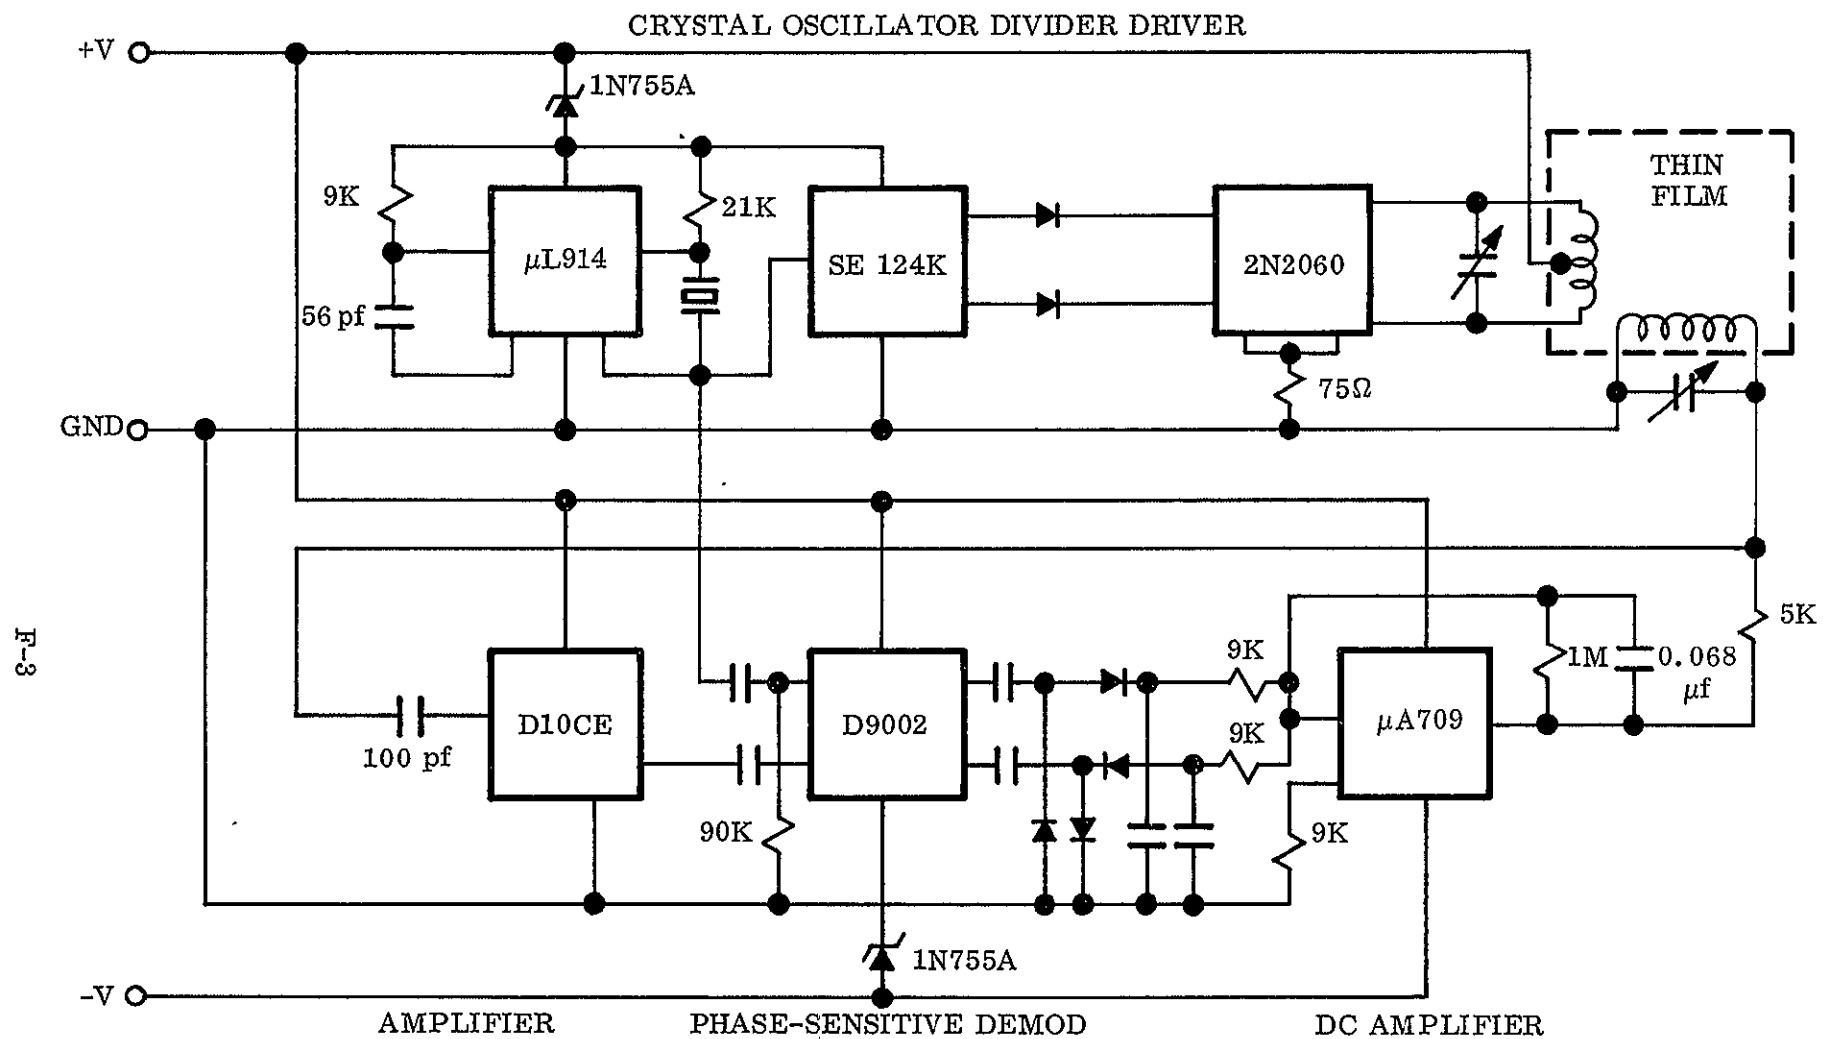 CRYSTAL OSCILLATOR DIVIDER DRIVER
+V
1N755A
THIN
FILM
9K
21K
μL914
SE 124K
2N2060
56 pf
75Ω
GND
5K
9K
1M
0.068
μf
D10CE
D9002
μA709
9K
100 pf
90K
9K
1N755A
-V
AMPLIFIER
PHASE-SENSITIVE DEMOD
DC AMPLIFIER
F-3